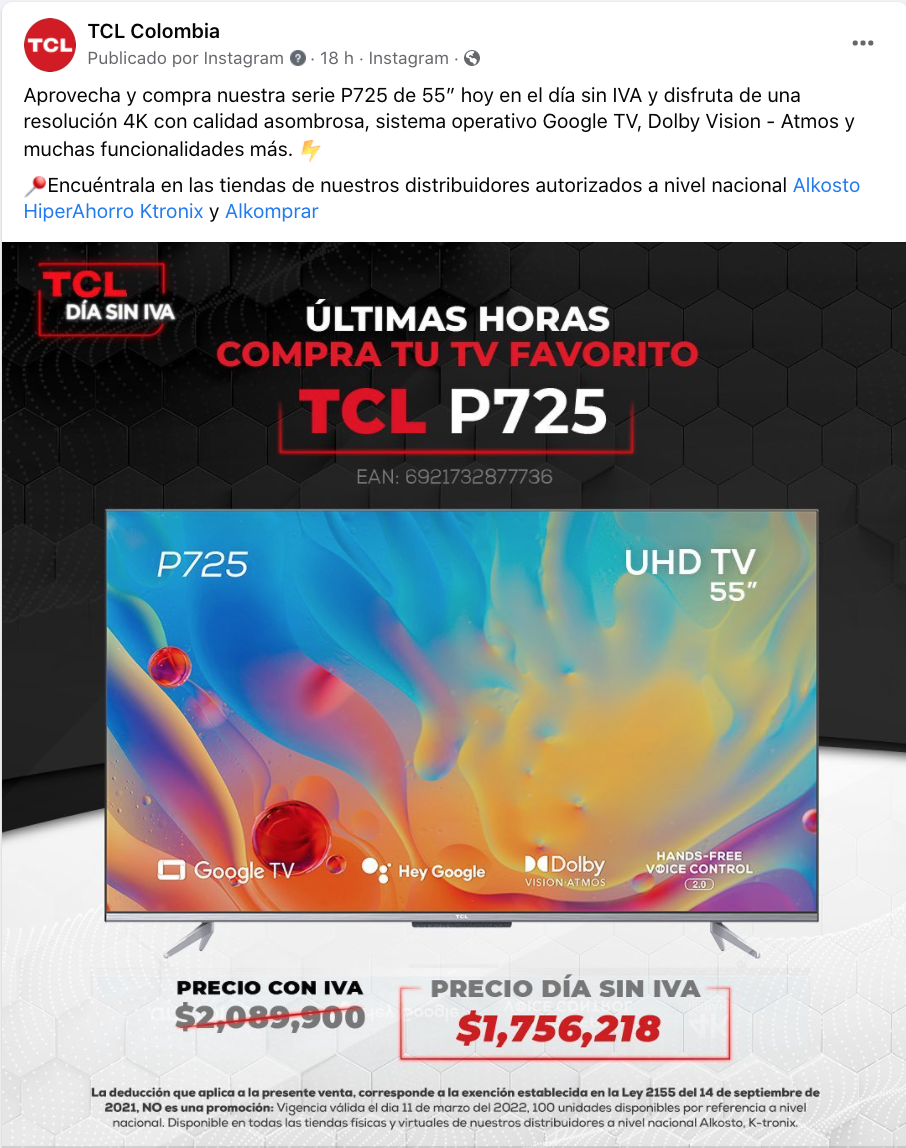 TCL
TCL Colombia
Publicado por Instagram · 18 h · Instagram ·
Aprovecha y compra nuestra serie P725 de 55” hoy en el día sin IVA y disfruta de una
resolución 4K con calidad asombrosa, sistema operativo Google TV, Dolby Vision - Atmos y
muchas funcionalidades más. ⚡
📍Encuéntrala en las tiendas de nuestros distribuidores autorizados a nivel nacional Alkosto
HiperAhorro Ktronix y Alkomprar
TCL
DÍA SIN IVA
ÚLTIMAS HORAS
COMPRA TU TV FAVORITO
TCL P725
EAN: 6921732877736
P725
UHD TV
55”
Google TV
Hey Google
Dolby
VISION·ATMOS
HANDS-FREE
VOICE CONTROL
2.0
TCL
PRECIO CON IVA
$2,089,900
PRECIO DÍA SIN IVA
$1,756,218
La deducción que aplica a la presente venta, corresponde a la exención establecida en la Ley 2155 del 14 de septiembre de
2021, NO es una promoción: Vigencia válida el dia 11 de marzo del 2022, 100 unidades disponibles por referencia a nivel
nacional. Disponible en todas las tiendas físicas y virtuales de nuestros distribuidores a nivel nacional Alkosto, K-tronix.